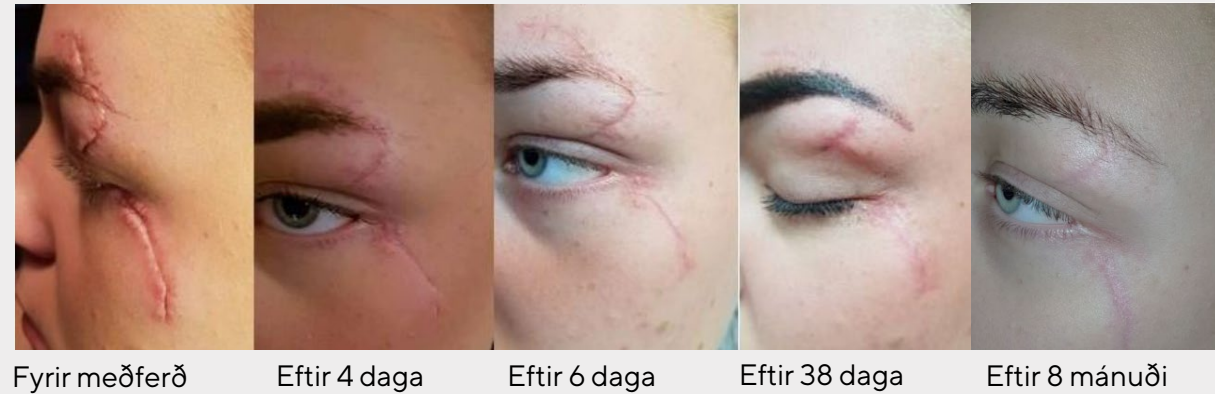 Fyrir meðferð
Eftir 4 daga
Eftir 6 daga
Eftir 38 daga
Eftir 8 mánuði